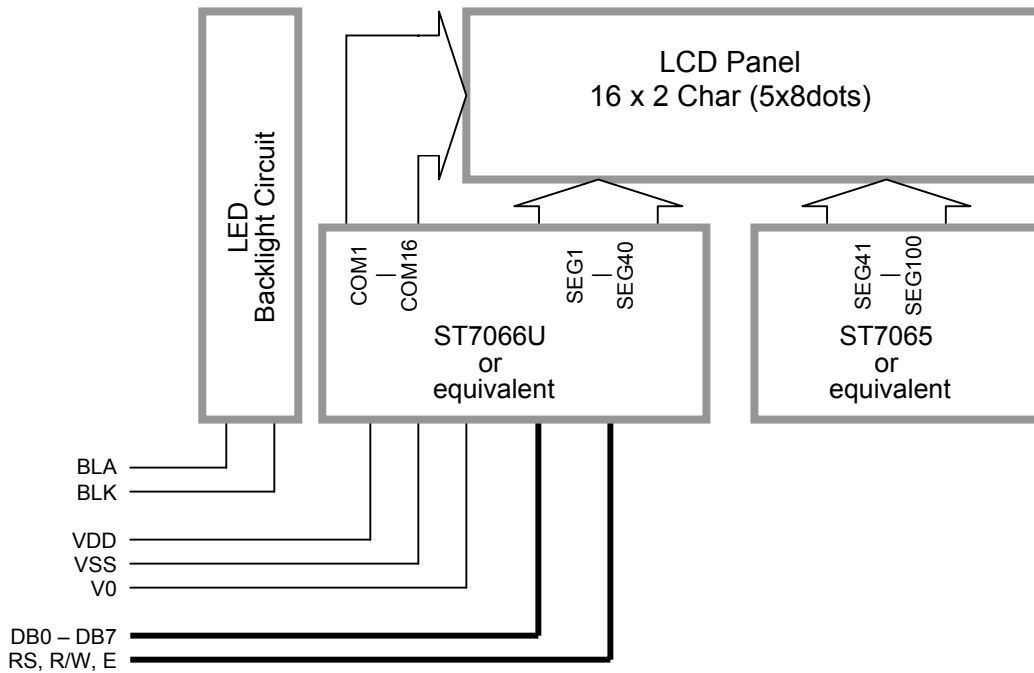 LCD Panel
16 x 2 Char (5x8dots)
LED
Backlight Circuit
COM1
—
COM16
SEG1
—
SEG40
SEG41
—
SEG100
ST7066U
or
equivalent
ST7065
or
equivalent
BLA
BLK
VDD
VSS
V0
DB0 – DB7
RS, R/W, E